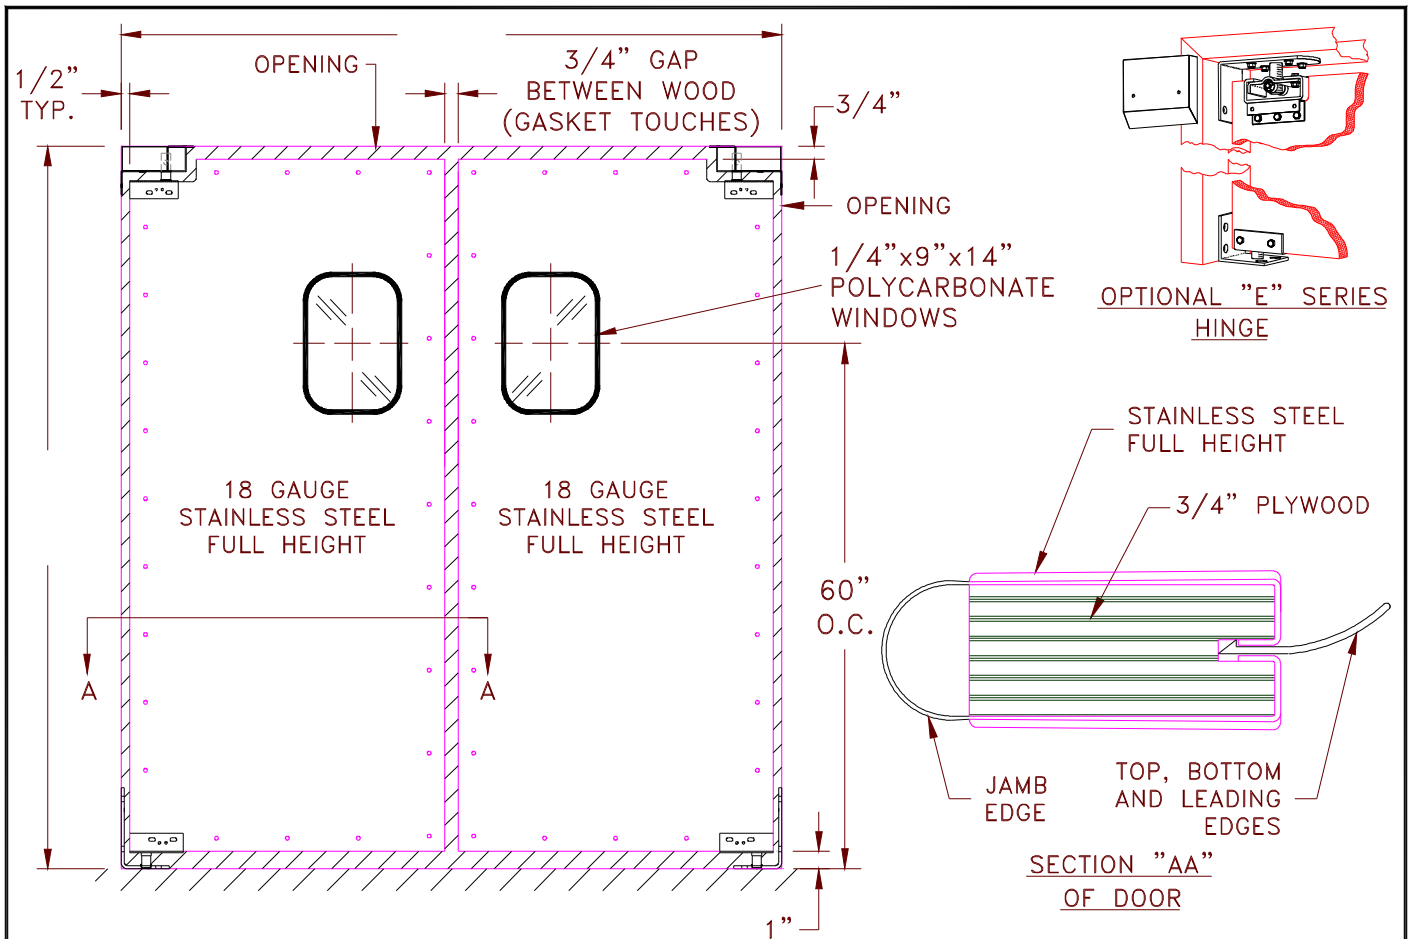 1/2"
TYP.
OPENING
3/4" GAP
BETWEEN WOOD
(GASKET TOUCHES)
3/4"
OPENING
1/4"x9"x14"
POLYCARBONATE
WINDOWS
OPTIONAL "E" SERIES
HINGE
18 GAUGE
STAINLESS STEEL
FULL HEIGHT
18 GAUGE
STAINLESS STEEL
FULL HEIGHT
STAINLESS STEEL
FULL HEIGHT
3/4" PLYWOOD
60"
O.C.
A
A
JAMB
EDGE
TOP, BOTTOM
AND LEADING
EDGES
SECTION "AA"
OF DOOR
1"